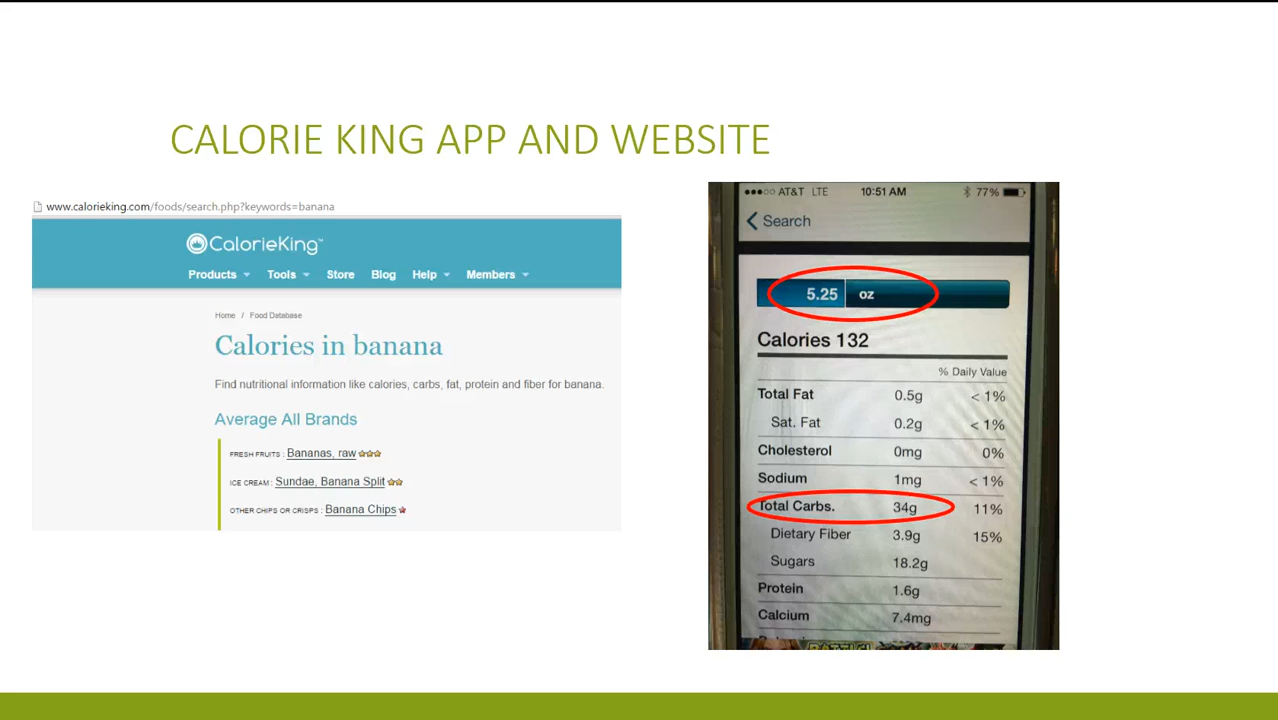 CALORIE KING APP AND WEBSITE
www.calorieking.com/foods/search.php?keywords=banana
CalorieKing™
Products Tools Store Blog Help Members
Home / Food Database
Calories in banana
Find nutritional information like calories, carbs, fat, protein and fiber for banana.
Average All Brands
FRESH FRUITS : Bananas, raw
ICE CREAM : Sundae, Banana Split
OTHER CHIPS OR CRISPS : Banana Chips
AT&T LTE 10:51 AM 77%
Search
5.25 oz
Calories 132
% Daily Value
Total Fat 0.5g < 1%
Sat. Fat 0.2g < 1%
Cholesterol 0mg 0%
Sodium 1mg < 1%
Total Carbs. 34g 11%
Dietary Fiber 3.9g 15%
Sugars 18.2g
Protein 1.6g
Calcium 7.4mg